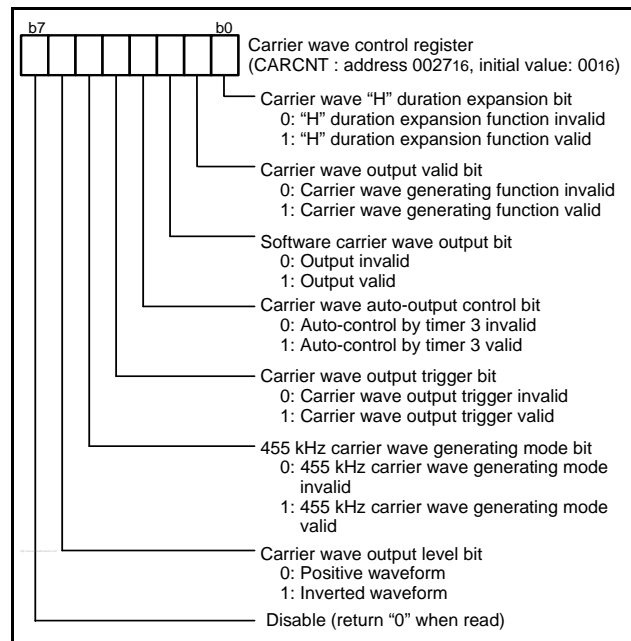 b7 b0
Carrier wave control register
(CARCNT : address 002716, initial value: 0016)
Carrier wave “H” duration expansion bit
0: “H” duration expansion function invalid
1: “H” duration expansion function valid
Carrier wave output valid bit
0: Carrier wave generating function invalid
1: Carrier wave generating function valid
Software carrier wave output bit
0: Output invalid
1: Output valid
Carrier wave auto-output control bit
0: Auto-control by timer 3 invalid
1: Auto-control by timer 3 valid
Carrier wave output trigger bit
0: Carrier wave output trigger invalid
1: Carrier wave output trigger valid
455 kHz carrier wave generating mode bit
0: 455 kHz carrier wave generating mode
invalid
1: 455 kHz carrier wave generating mode
valid
Carrier wave output level bit
0: Positive waveform
1: Inverted waveform
Disable (return “0” when read)